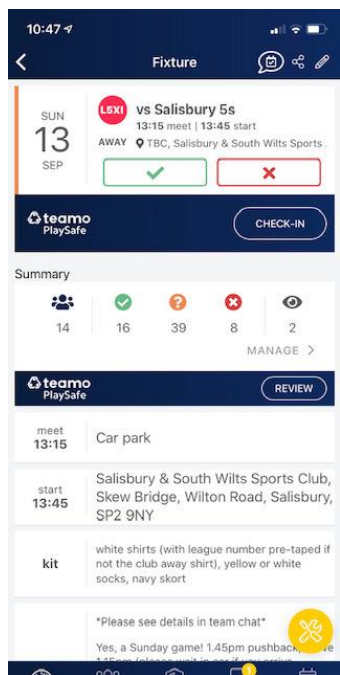 10:47
Fixture
SUN
13
SEP
L5XI
vs Salisbury 5s
13:15 meet | 13:45 start
AWAY
TBC, Salisbury & South Wilts Sports .
teamo
PlaySafe
CHECK-IN
Summary
14
16
39
8
2
MANAGE >
teamo
PlaySafe
REVIEW
meet
13:15
Car park
start
13:45
Salisbury & South Wilts Sports Club,
Skew Bridge, Wilton Road, Salisbury,
SP2 9NY
kit
white shirts (with league number pre-taped if
not the club away shirt), yellow or white
socks, navy skort
*Please see details in team chat*
Yes, a Sunday game! 1.45pm pushback,